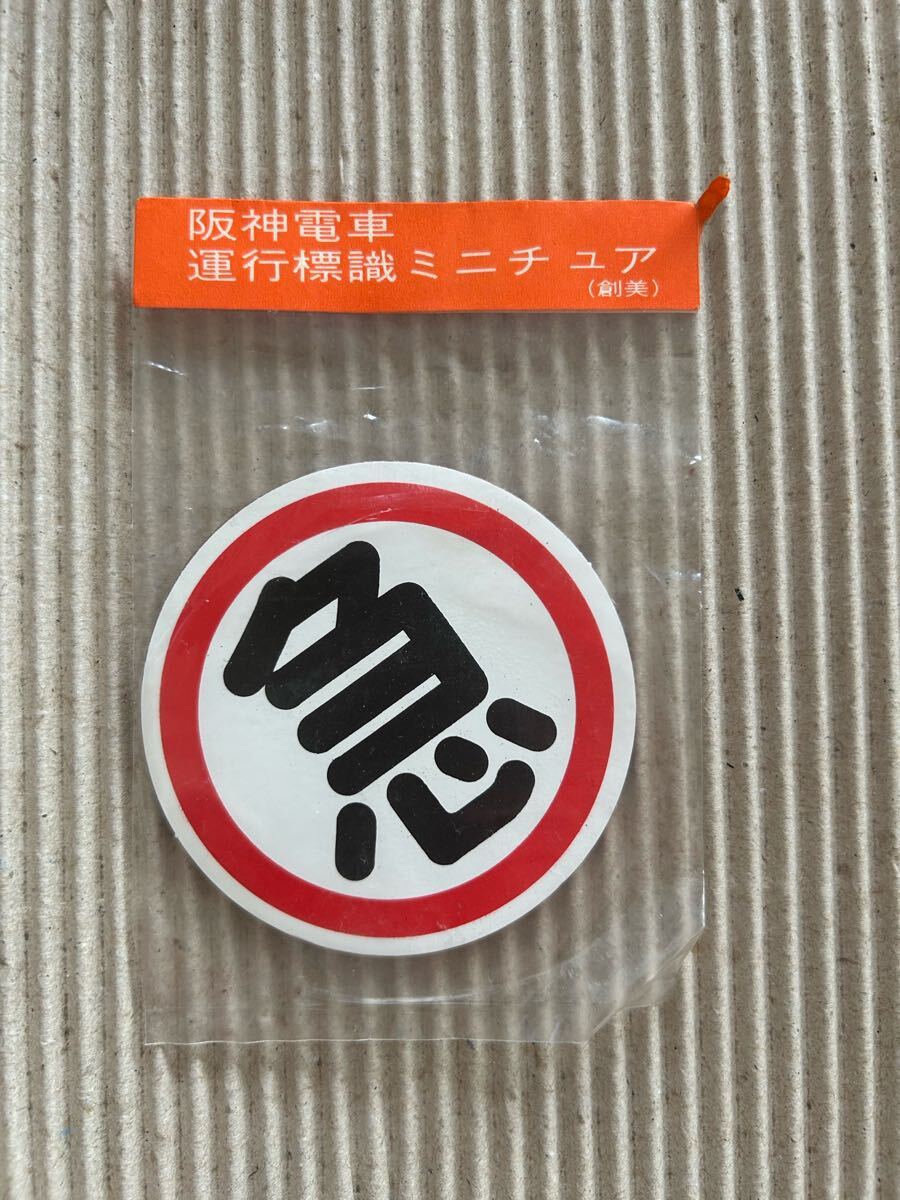 阪神電車
運行標識ミニチュア
（創美）
急